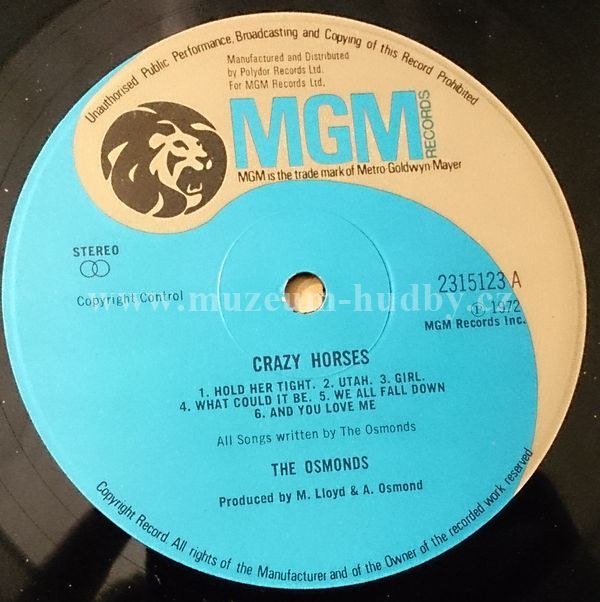 Unauthorised Public Performance, Broadcasting and Copying of this Record Prohibited
Manufactured and Distributed
by Polydor Records Ltd.
For MGM Records Ltd.
MGM
RECORDS
MGM is the trade mark of Metro-Goldwyn-Mayer
STEREO
2315123 A
Copyright Control
Ⓟ 1972
MGM Records Inc.
www.muzeum-hudby.cz
CRAZY HORSES
1. HOLD HER TIGHT. 2. UTAH. 3. GIRL.
4. WHAT COULD IT BE. 5. WE ALL FALL DOWN
6. AND YOU LOVE ME
All Songs written by The Osmonds
THE OSMONDS
Produced by M. Lloyd & A. Osmond
Copyright Record. All rights of the Manufacturer and of the Owner of the recorded work reserved